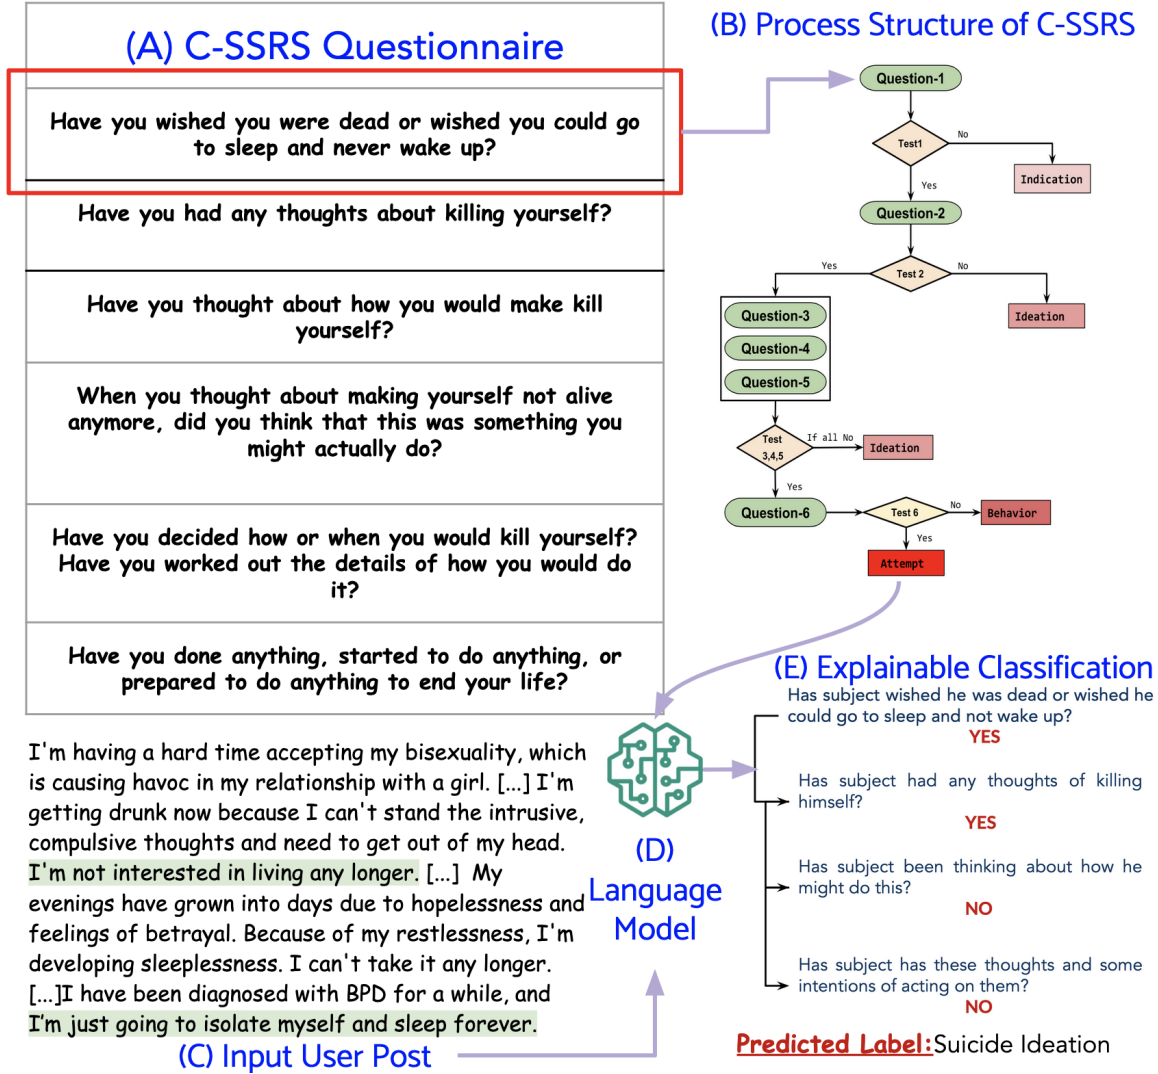 (A) C-SSRS Questionnaire
Have you wished you were dead or wished you could go
to sleep and never wake up?
Have you had any thoughts about killing yourself?
Have you thought about how you would make kill
yourself?
When you thought about making yourself not alive
anymore, did you think that this was something you
might actually do?
Have you decided how or when you would kill yourself?
Have you worked out the details of how you would do
it?
Have you done anything, started to do anything, or
prepared to do anything to end your life?
(B) Process Structure of C-SSRS
Question-1
Test1
No
Indication
Yes
Question-2
Yes
Test 2
No
Ideation
Question-3
Question-4
Question-5
Test
3,4,5
If all No
Ideation
Yes
Question-6
Test 6
No
Behavior
Yes
Attempt
I'm having a hard time accepting my bisexuality, which
is causing havoc in my relationship with a girl. [...] I'm
getting drunk now because I can't stand the intrusive,
compulsive thoughts and need to get out of my head.
I'm not interested in living any longer. [...] My
evenings have grown into days due to hopelessness and
feelings of betrayal. Because of my restlessness, I'm
developing sleeplessness. I can't take it any longer.
[...]I have been diagnosed with BPD for a while, and
I'm just going to isolate myself and sleep forever.
(C) Input User Post
(D)
Language
Model
(E) Explainable Classification
Has subject wished he was dead or wished he
could go to sleep and not wake up?
YES
Has subject had any thoughts of killing
himself?
YES
Has subject been thinking about how he
might do this?
NO
Has subject has these thoughts and some
intentions of acting on them?
NO
Predicted Label:Suicide Ideation